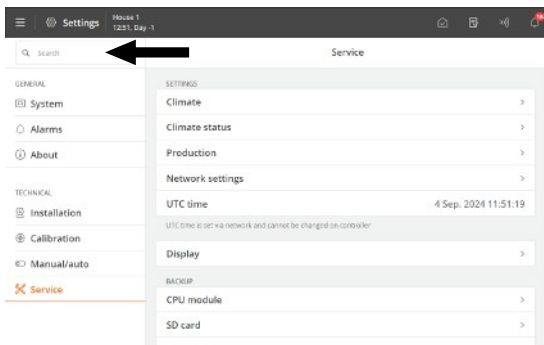 Settings
House 1
12:51, Day -1
Search
GENERAL
System
Alarms
About
TECHNICAL
Installation
Calibration
Manual/auto
Service
Service
SETTINGS
Climate
Climate status
Production
Network settings
UTC time 4 Sep. 2024 11:51:19
UTC time is set via network and cannot be changed on controller
Display
BACKUP
CPU module
SD card